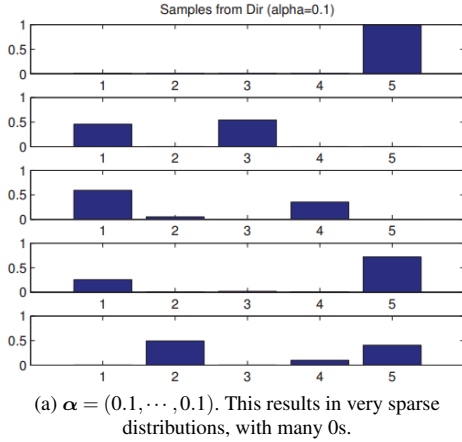 Samples from Dir (alpha=0.1)
1
0.5
0
1 2 3 4 5
1
0.5
0
1 2 3 4 5
1
0.5
0
1 2 3 4 5
1
0.5
0
1 2 3 4 5
1
0.5
0
1 2 3 4 5
(a) α = (0.1, ⋯ , 0.1). This results in very sparse
distributions, with many 0s.